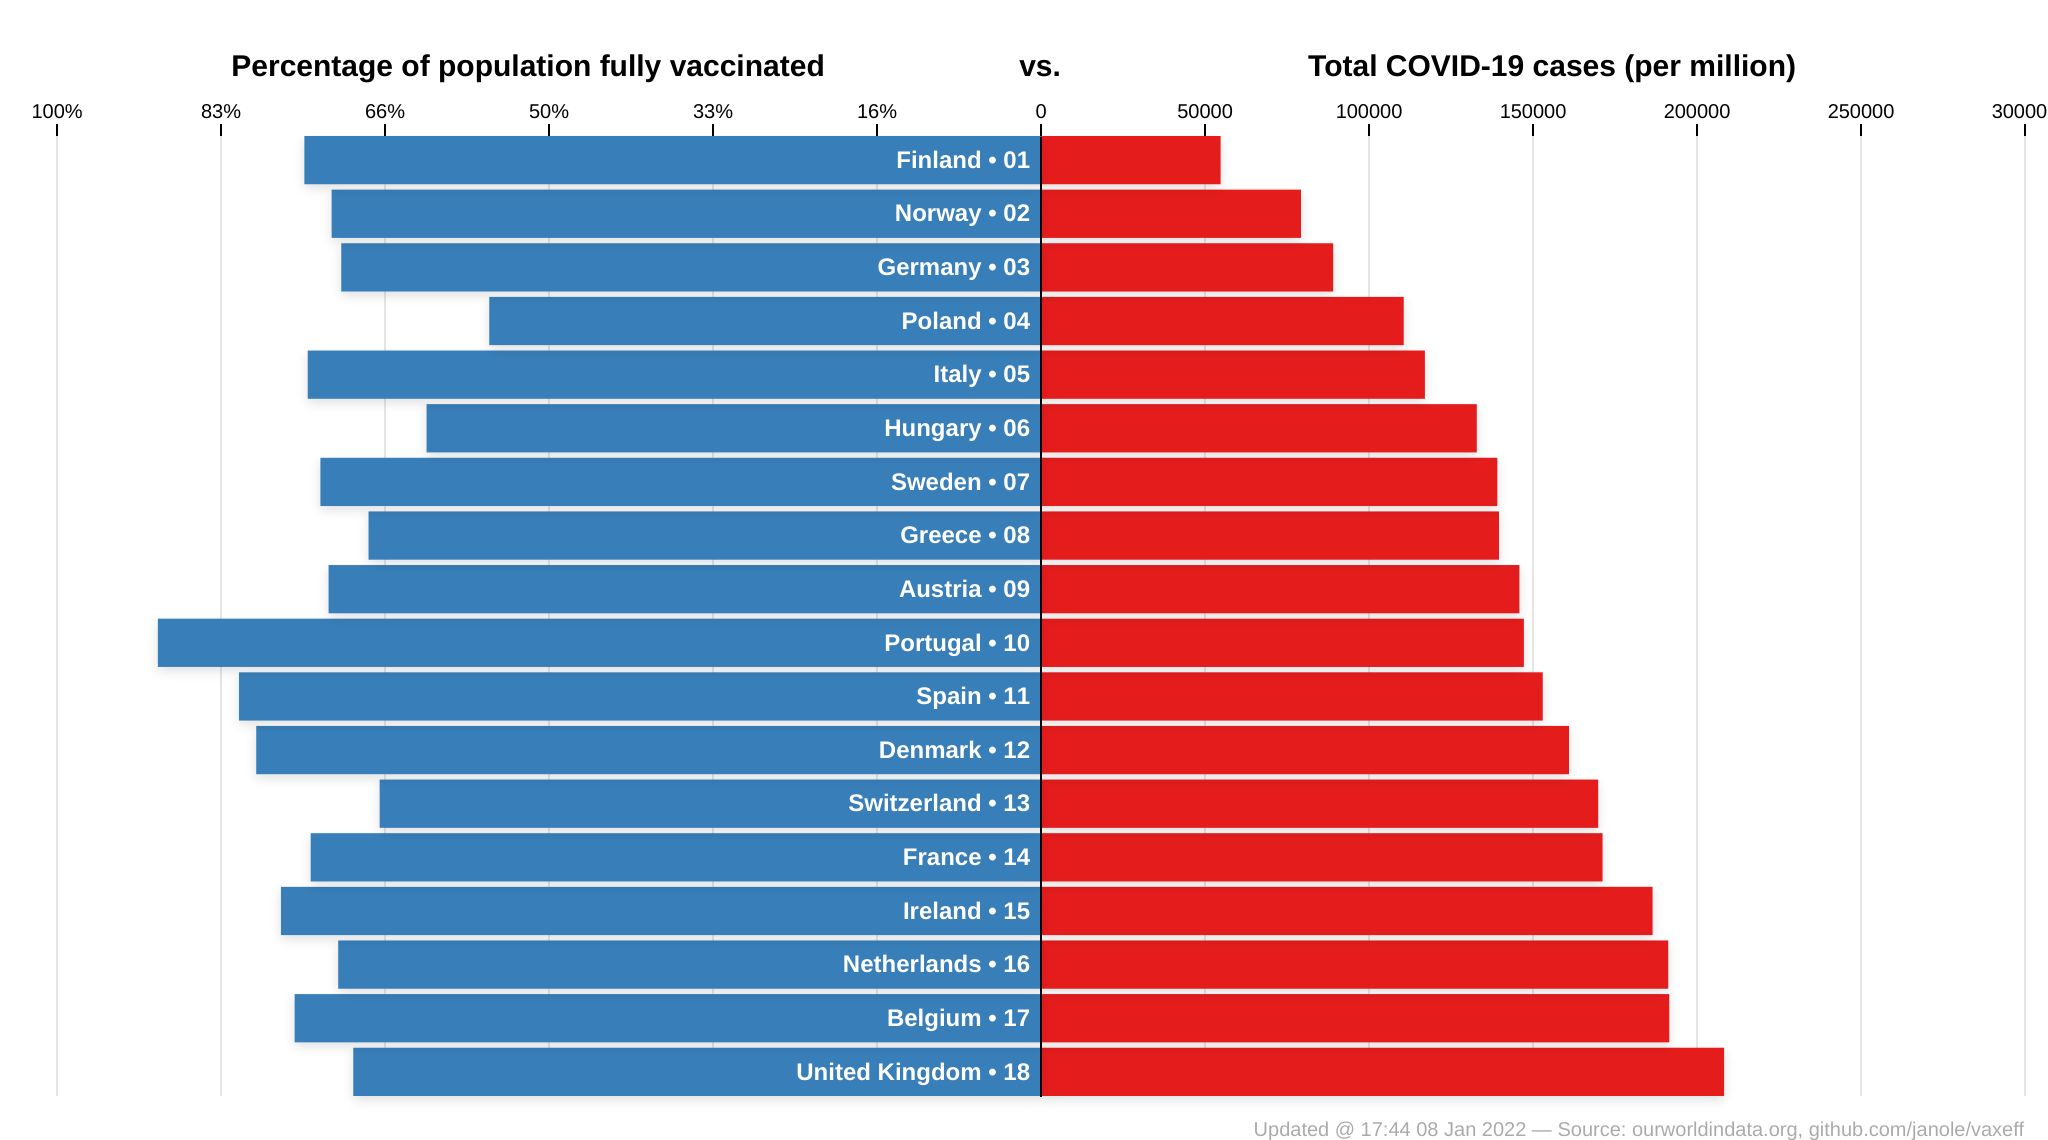 Percentage of population fully vaccinated vs. Total COVID-19 cases (per million)
100% 83% 66% 50% 33% 16% 0 50000 100000 150000 200000 250000 30000
Finland • 01
Norway • 02
Germany • 03
Poland • 04
Italy • 05
Hungary • 06
Sweden • 07
Greece • 08
Austria • 09
Portugal • 10
Spain • 11
Denmark • 12
Switzerland • 13
France • 14
Ireland • 15
Netherlands • 16
Belgium • 17
United Kingdom • 18
Updated @ 17:44 08 Jan 2022 — Source: ourworldindata.org, github.com/janole/vaxeff